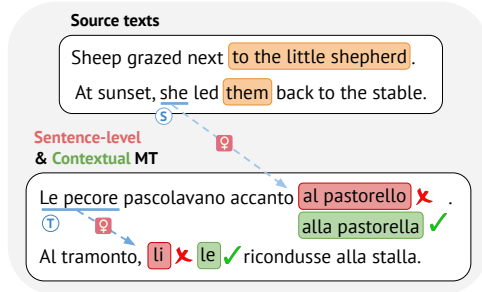 Source texts
Sheep grazed next to the little shepherd.
At sunset, she led them back to the stable.
S
Sentence-level
& Contextual MT
Le pecore pascolavano accanto al pastorello ✗ .
T
alla pastorella ✓
Al tramonto, li ✗ le ✓ ricondusse alla stalla.